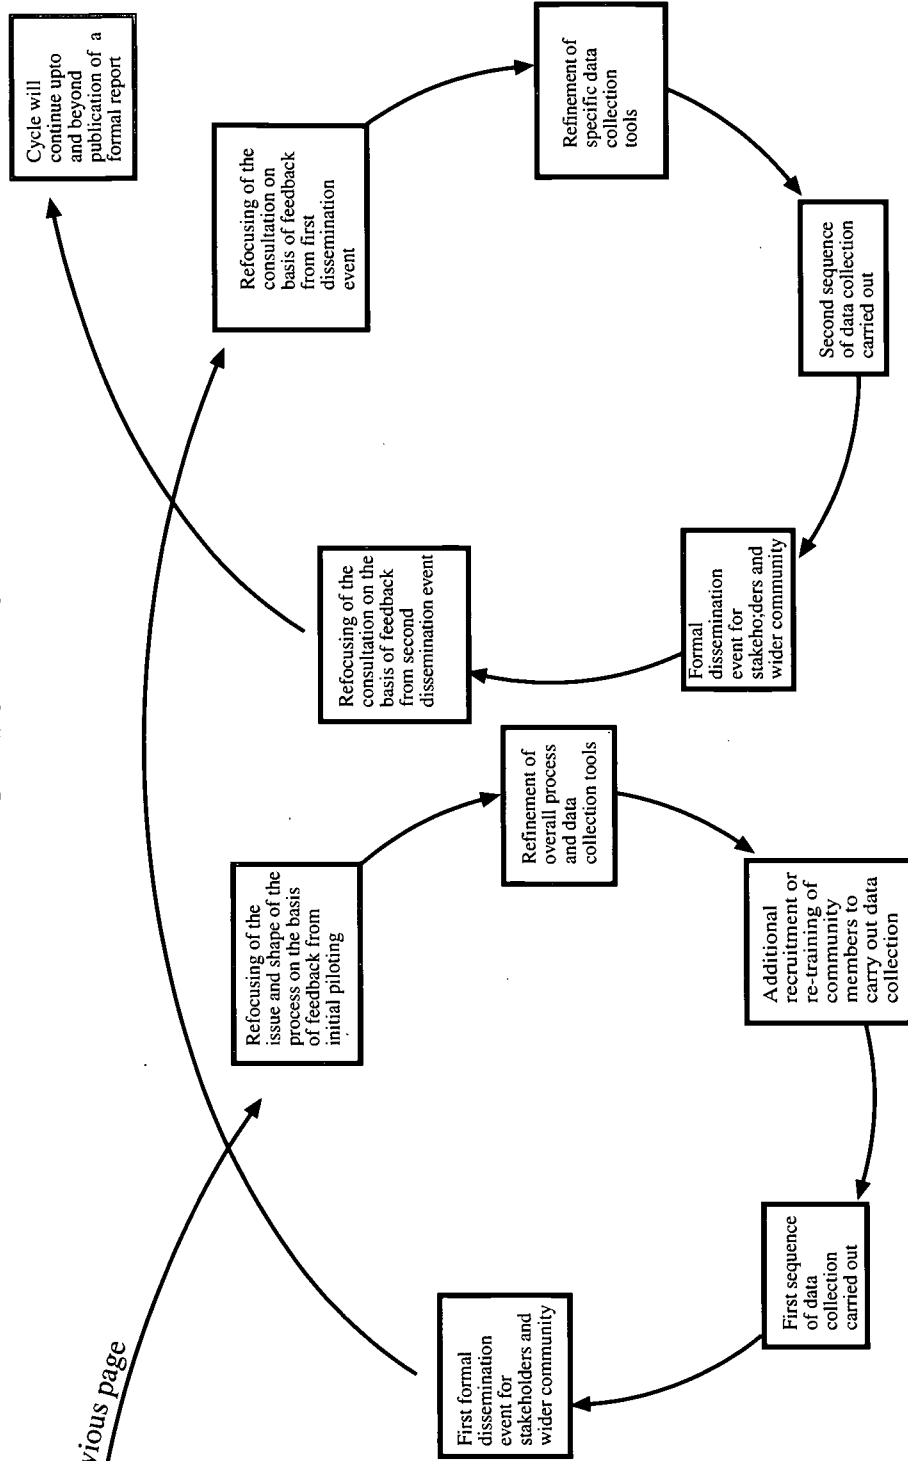 vious page
Refocusing of the
issue and shape of the
process on the basis
of feedback from
initial piloting
Refinement of
overall process
and data
collection tools
Additional
recruitment or
re-training of
community
members to
carry out data
collection
First sequence
of data
collection
carried out
First formal
dissemination
event for
stakeholders and
wider community
Refocusing of the
consultation on
basis of feedback
from first
dissemination
event
Refinement of
specific data
collection
tools
Second sequence
of data collection
carried out
Formal
dissemination
event for
stakeho;ders and
wider community
Refocusing of the
consultation on the
basis of feedback
from second
dissemination event
Cycle will
continue upto
and beyond
publication of a
formal report